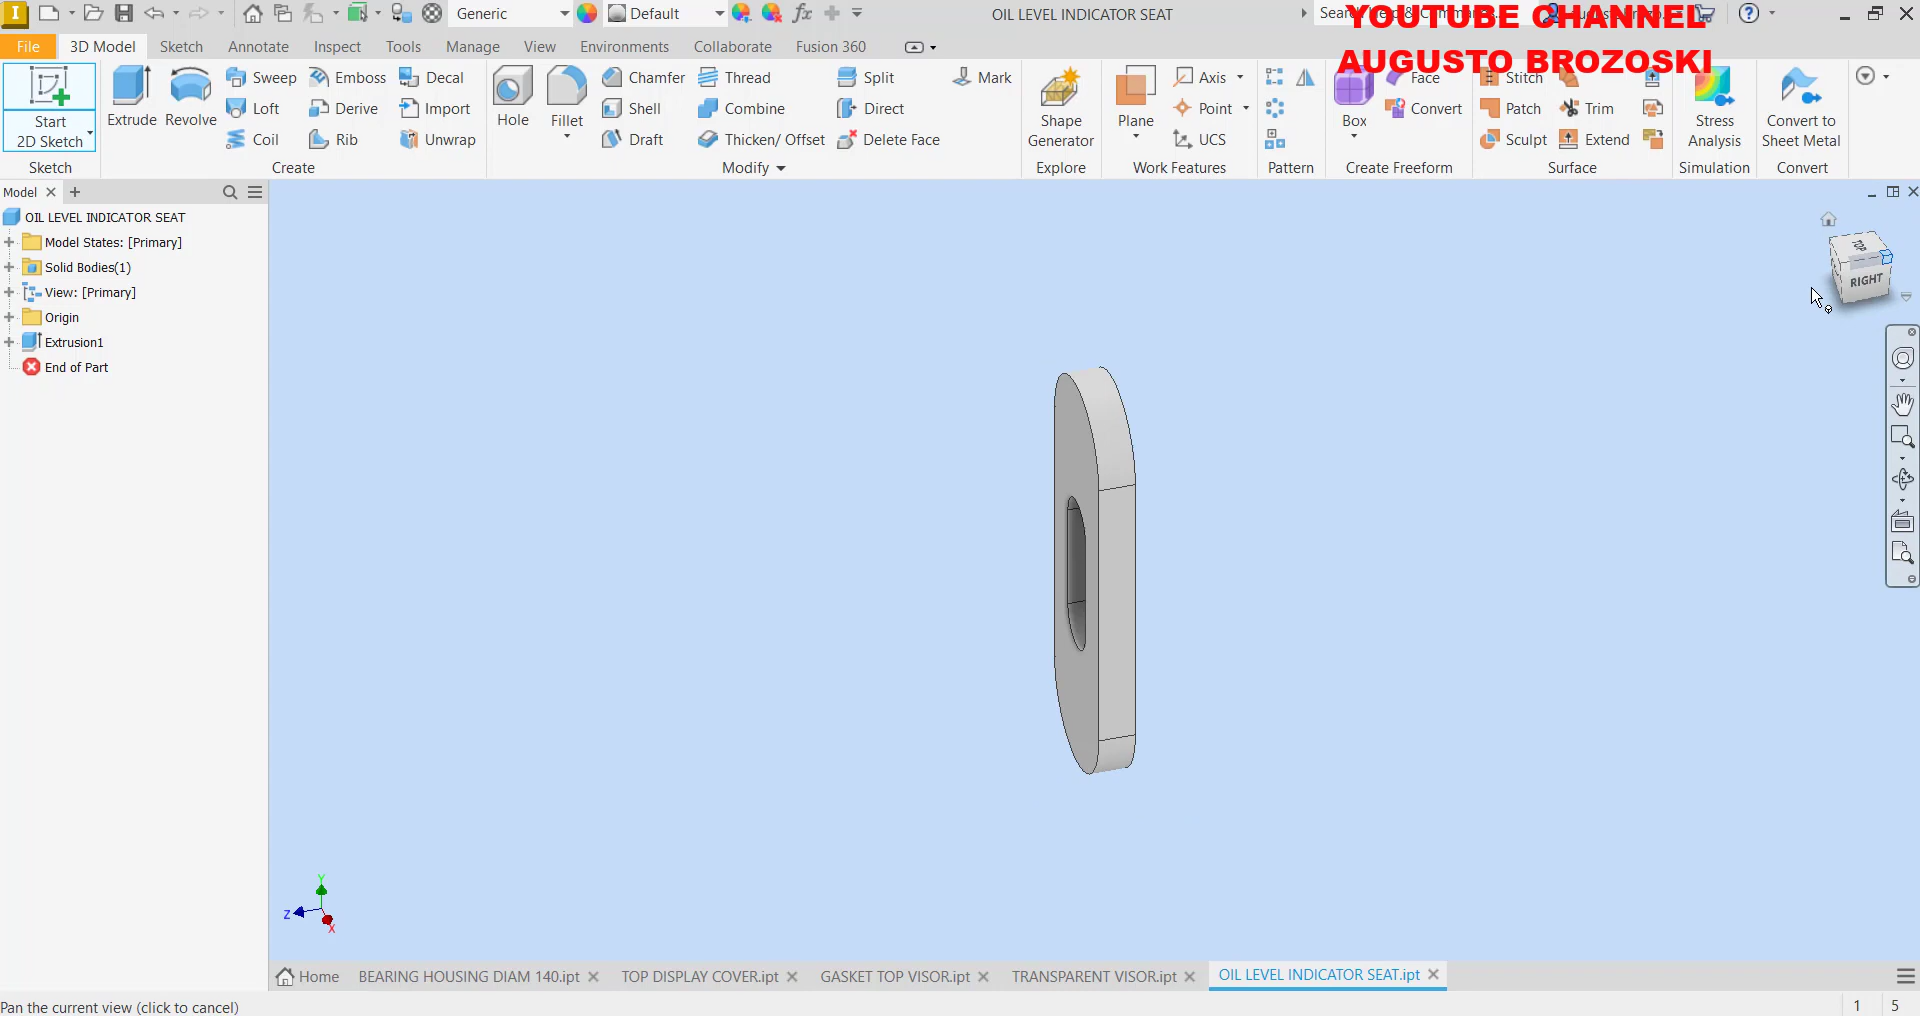 Generic
Default
OIL LEVEL INDICATOR SEAT
YOUTUBE CHANNEL
AUGUSTO BROZOSKI
File
3D Model
Sketch
Annotate
Inspect
Tools
Manage
View
Environments
Collaborate
Fusion 360
Start
2D Sketch
Extrude
Revolve
Sweep
Loft
Coil
Emboss
Derive
Rib
Decal
Import
Unwrap
Hole
Fillet
Chamfer
Shell
Draft
Thread
Combine
Thicken/ Offset
Split
Direct
Delete Face
Mark
Shape
Generator
Plane
Axis
Point
UCS
Box
Face
Convert
Stitch
Patch
Sculpt
Trim
Extend
Stress
Analysis
Convert to
Sheet Metal
Sketch
Create
Modify
Explore
Work Features
Pattern
Create Freeform
Surface
Simulation
Convert
Model
OIL LEVEL INDICATOR SEAT
Model States: [Primary]
Solid Bodies(1)
View: [Primary]
Origin
Extrusion1
End of Part
TOP
RIGHT
Y
Z
X
Home
BEARING HOUSING DIAM 140.ipt
TOP DISPLAY COVER.ipt
GASKET TOP VISOR.ipt
TRANSPARENT VISOR.ipt
OIL LEVEL INDICATOR SEAT.ipt
Pan the current view (click to cancel)
1
5